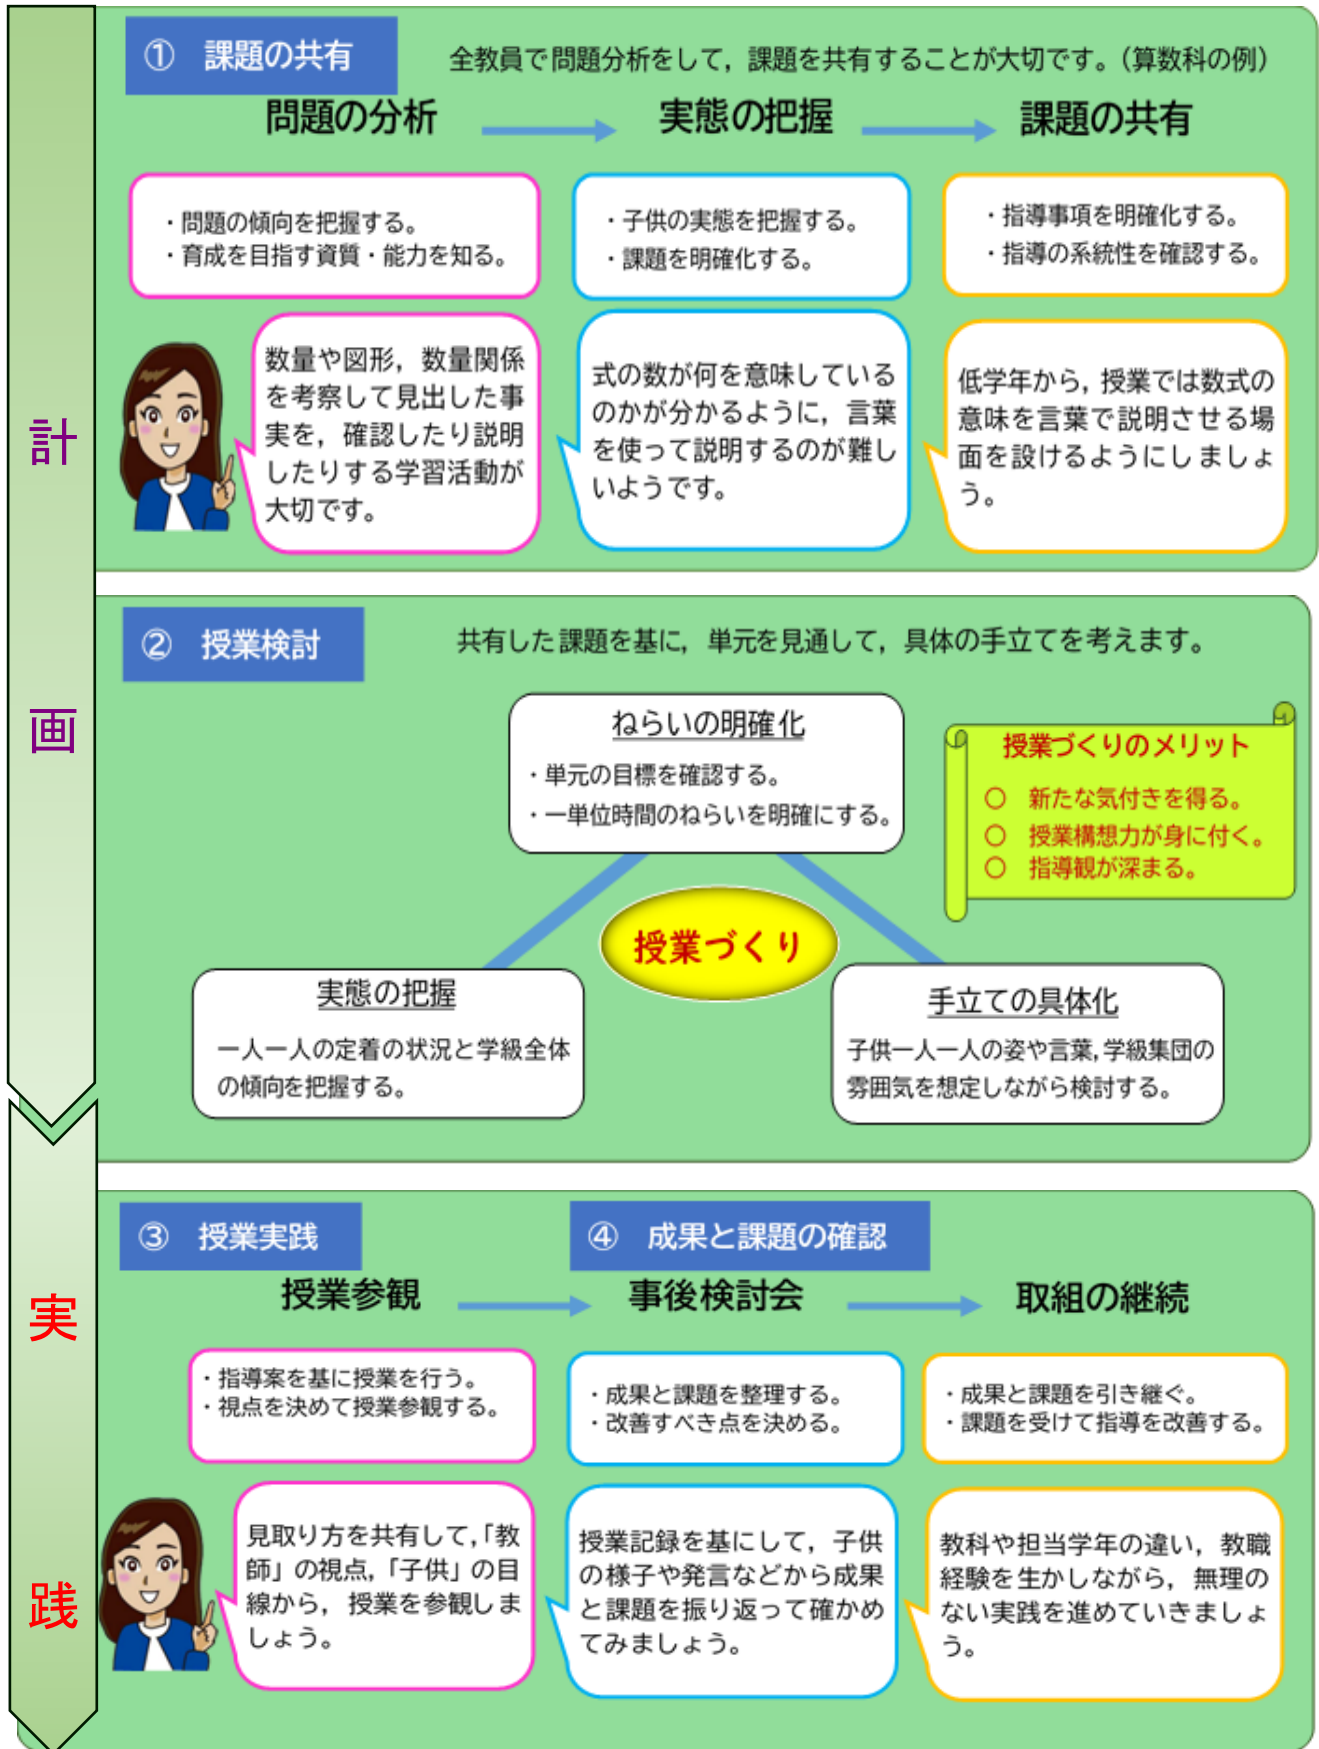 計
画
実
践
① 課題の共有
全教員で問題分析をして，課題を共有することが大切です。（算数科の例）
問題の分析
実態の把握
課題の共有
・問題の傾向を把握する。
・育成を目指す資質・能力を知る。
・子供の実態を把握する。
・課題を明確化する。
・指導事項を明確化する。
・指導の系統性を確認する。
数量や図形，数量関係
を考察して見出した事
実を，確認したり説明
したりする学習活動が
大切です。
式の数が何を意味している
のかが分かるように，言葉
を使って説明するのが難し
いようです。
低学年から，授業では数式の
意味を言葉で説明させる場
面を設けるようにしましょ
う。
② 授業検討
共有した課題を基に，単元を見通して，具体の手立てを考えます。
ねらいの明確化
・単元の目標を確認する。
・一単位時間のねらいを明確にする。
授業づくりのメリット
○ 新たな気付きを得る。
○ 授業構想力が身に付く。
○ 指導観が深まる。
授業づくり
実態の把握
一人一人の定着の状況と学級全体
の傾向を把握する。
手立ての具体化
子供一人一人の姿や言葉，学級集団の
雰囲気を想定しながら検討する。
③ 授業実践
④ 成果と課題の確認
授業参観
事後検討会
取組の継続
・指導案を基に授業を行う。
・視点を決めて授業参観する。
・成果と課題を整理する。
・改善すべき点を決める。
・成果と課題を引き継ぐ。
・課題を受けて指導を改善する。
見取り方を共有して，「教
師」の視点，「子供」の目
線から，授業を参観しま
しょう。
授業記録を基にして，子供
の様子や発言などから成果
と課題を振り返って確かめ
てみましょう。
教科や担当学年の違い，教職
経験を生かしながら，無理の
ない実践を進めていきましょ
う。